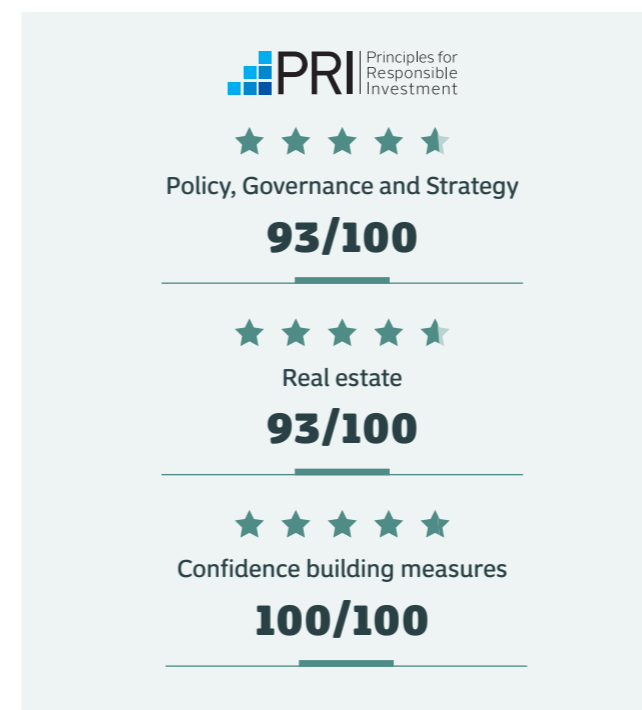 PRI Principles for
Responsible
Investment
Policy, Governance and Strategy
93/100
Real estate
93/100
Confidence building measures
100/100